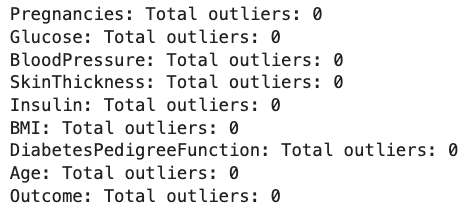 Pregnancies: Total outliers: 0
Glucose: Total outliers: 0
BloodPressure: Total outliers: 0
SkinThickness: Total outliers: 0
Insulin: Total outliers: 0
BMI: Total outliers: 0
DiabetesPedigreeFunction: Total outliers: 0
Age: Total outliers: 0
Outcome: Total outliers: 0